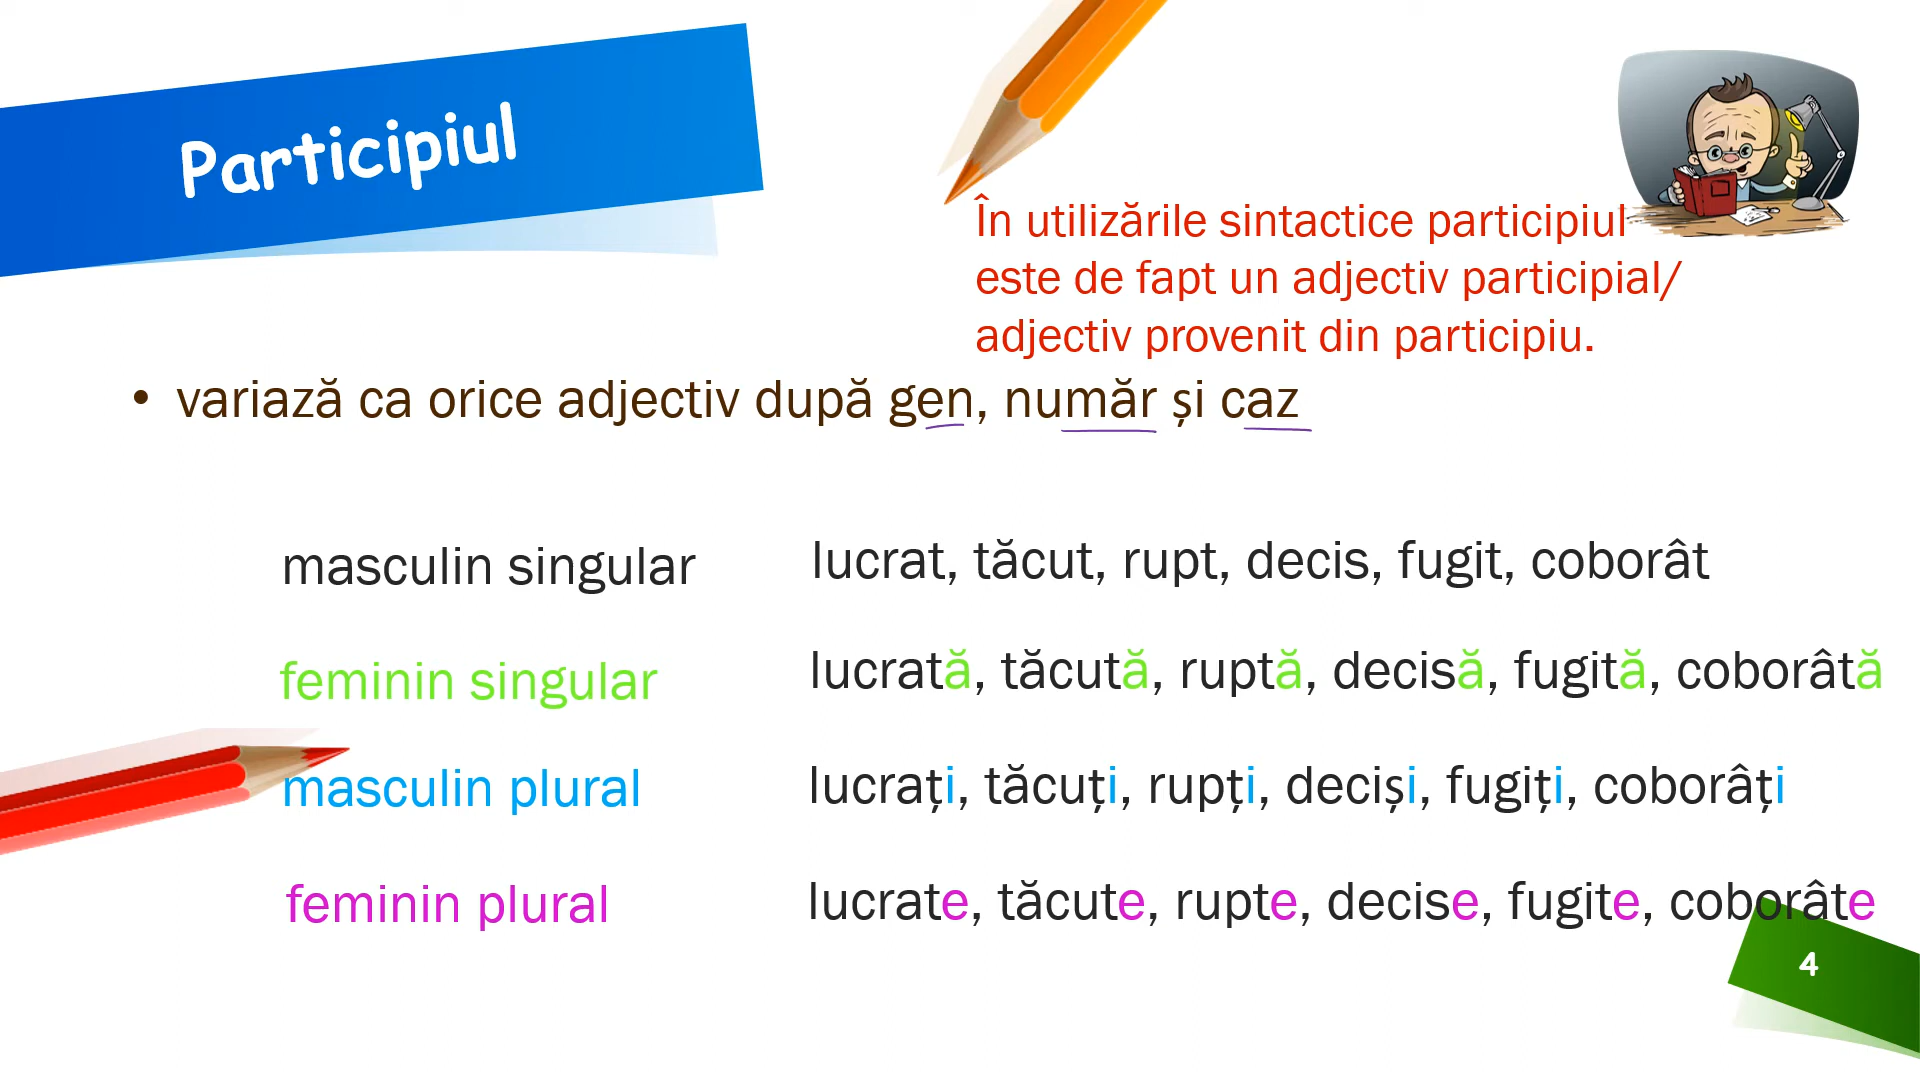 Participiul
În utilizările sintactice participiul
este de fapt un adjectiv participial/
adjectiv provenit din participiu.
• variază ca orice adjectiv după gen, număr și caz
masculin singular lucrat, tăcut, rupt, decis, fugit, coborât
feminin singular lucrată, tăcută, ruptă, decisă, fugită, coborâtă
masculin plural lucrați, tăcuți, rupți, deciși, fugiți, coborâți
feminin plural lucrate, tăcute, rupte, decise, fugite, coborâte
4